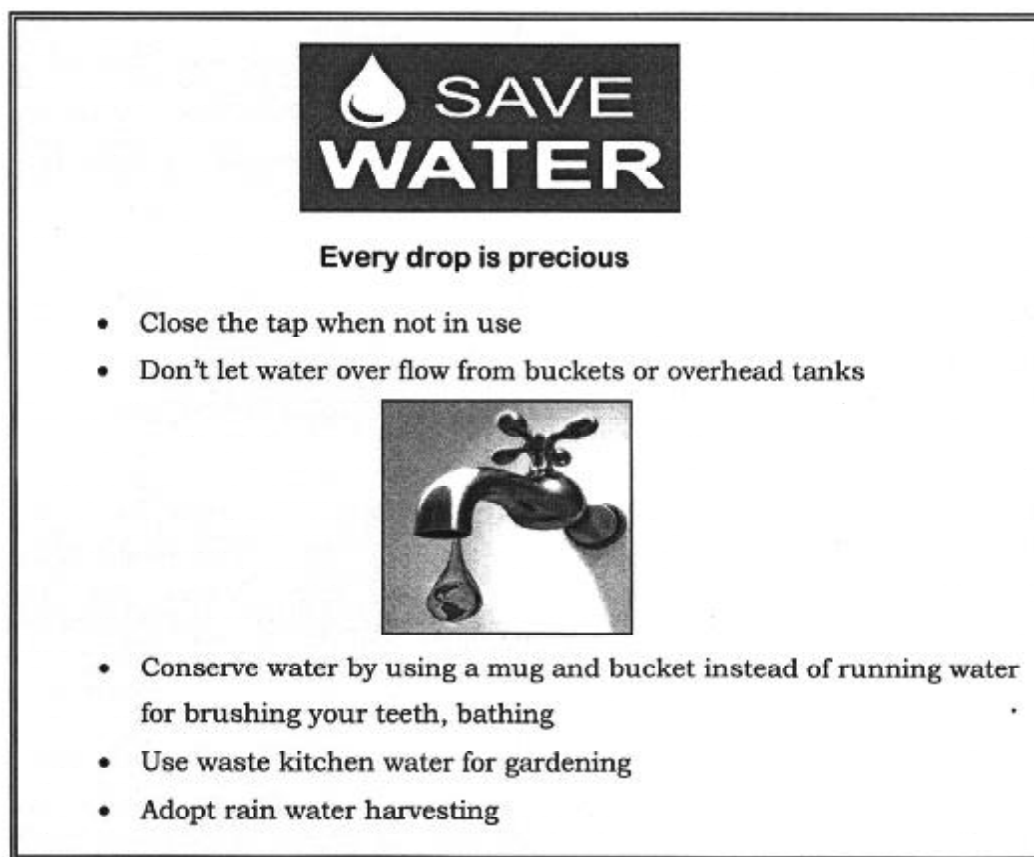 SAVE
WATER
Every drop is precious
• Close the tap when not in use
• Don't let water over flow from buckets or overhead tanks
• Conserve water by using a mug and bucket instead of running water
for brushing your teeth, bathing
• Use waste kitchen water for gardening
• Adopt rain water harvesting